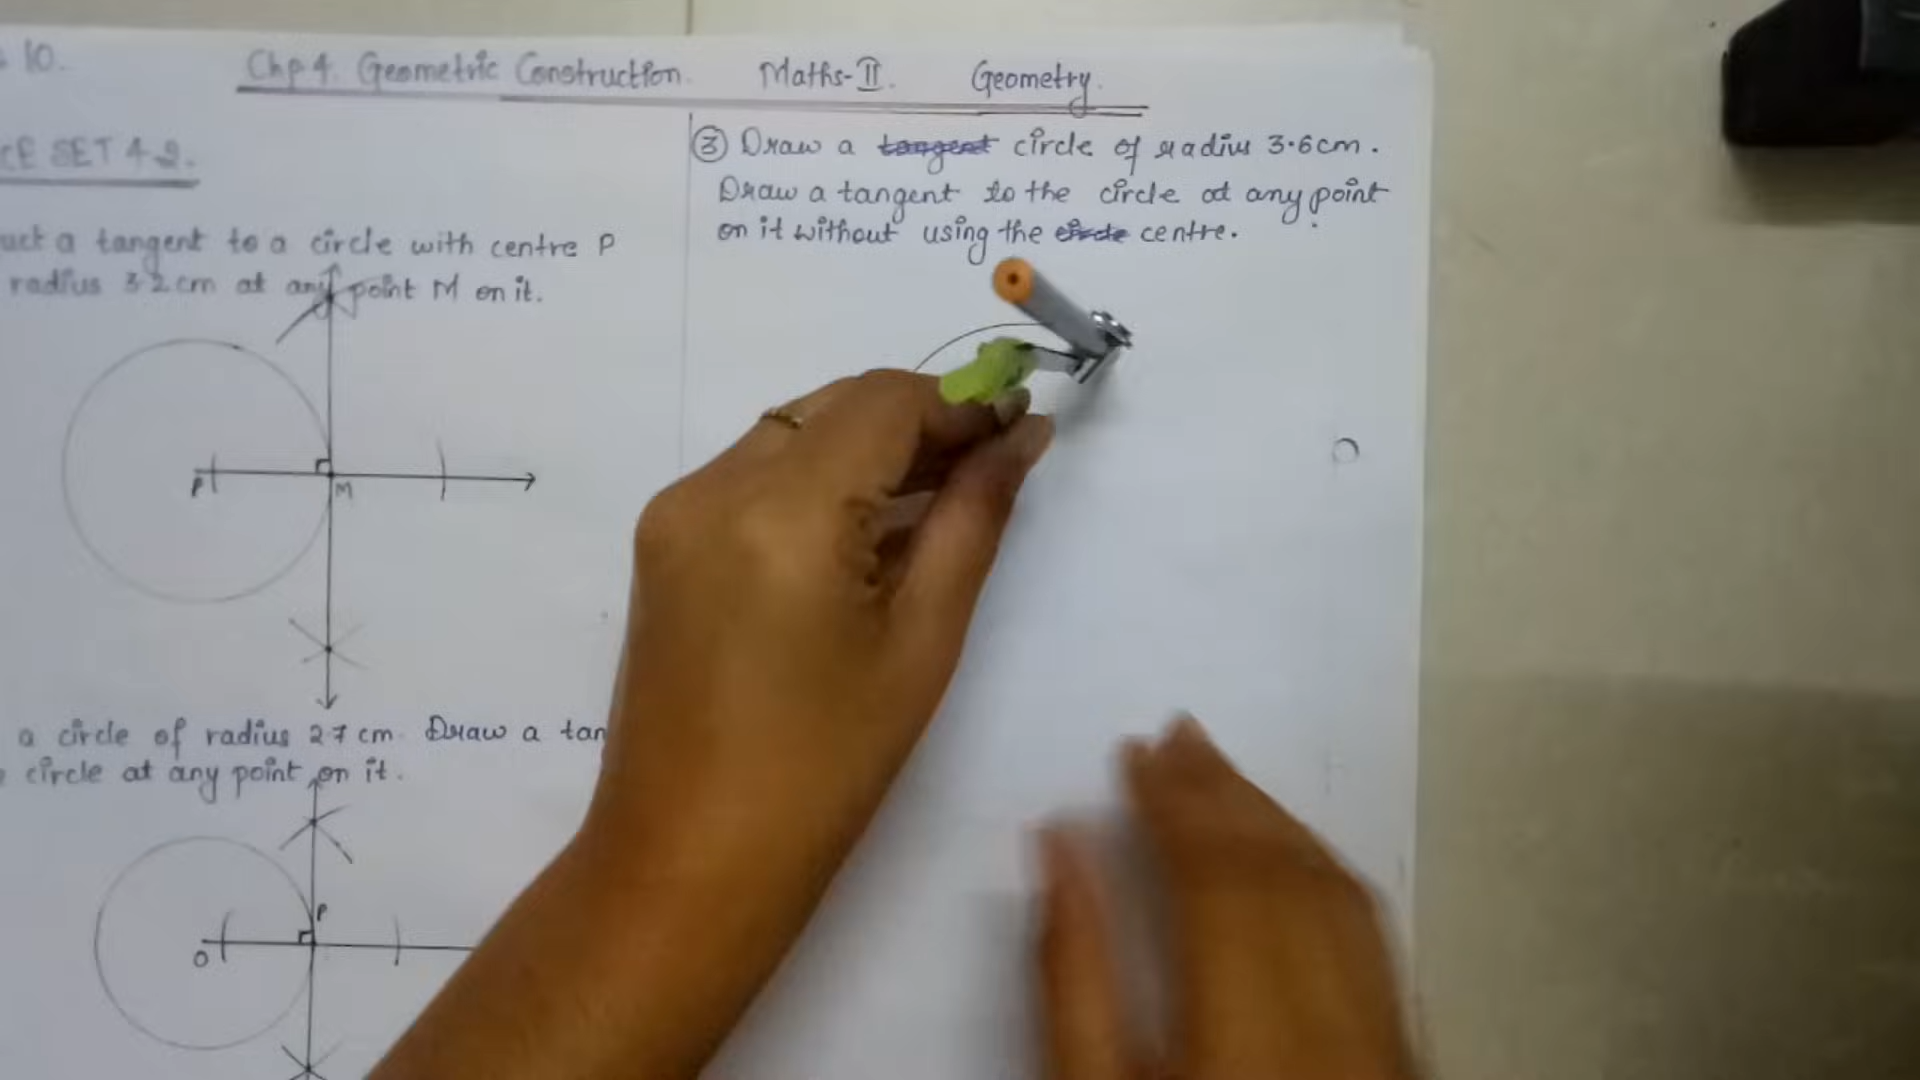 10.
Chp 4. Geometric Construction. Maths-II. Geometry.
SET 4.2.
a tangent to a circle with centre P
radius 3.2 cm at any point M on it.
P
M
a circle of radius 2.7 cm. Draw a tan
circle at any point on it.
P
O
③ Draw a tangent circle of radius 3.6cm.
Draw a tangent to the circle at any point
on it without using the circle centre.